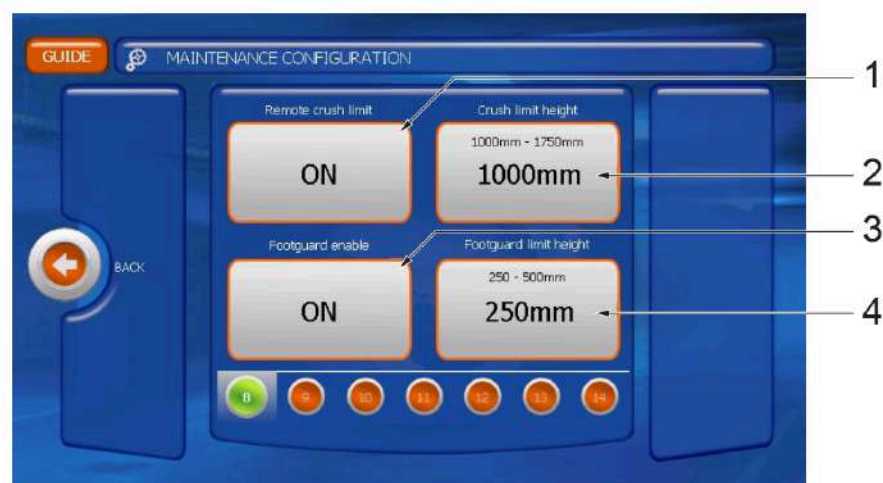 GUIDE
MAINTENANCE CONFIGURATION
1
Remote crush limit
Crush limit height
1000mm - 1750mm
ON
1000mm
2
3
Footguard enable
Footguard limit height
BACK
250 - 500mm
ON
250mm
4
8 9 10 11 12 13 14